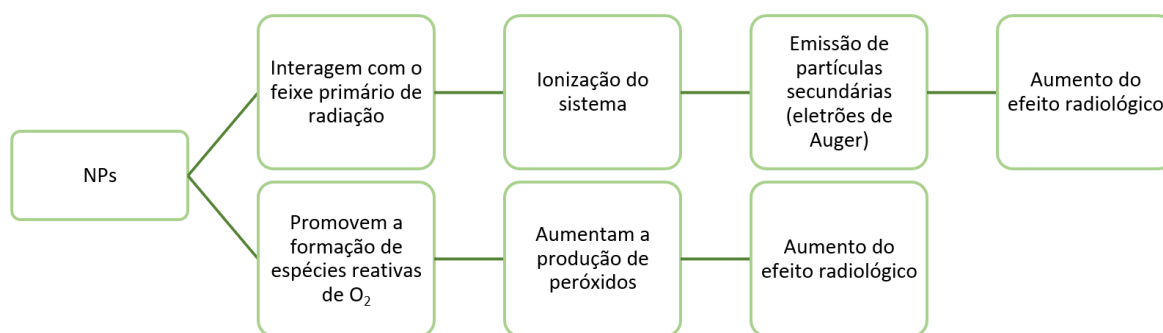 NPs
Interagem com o
feixe primário de
radiação
Ionização do
sistema
Emissão de
partículas
secundárias
(eletrões de
Auger)
Aumento do
efeito radiológico
Promovem a
formação de
espécies reativas
de O₂
Aumentam a
produção de
peróxidos
Aumento do
efeito radiológico